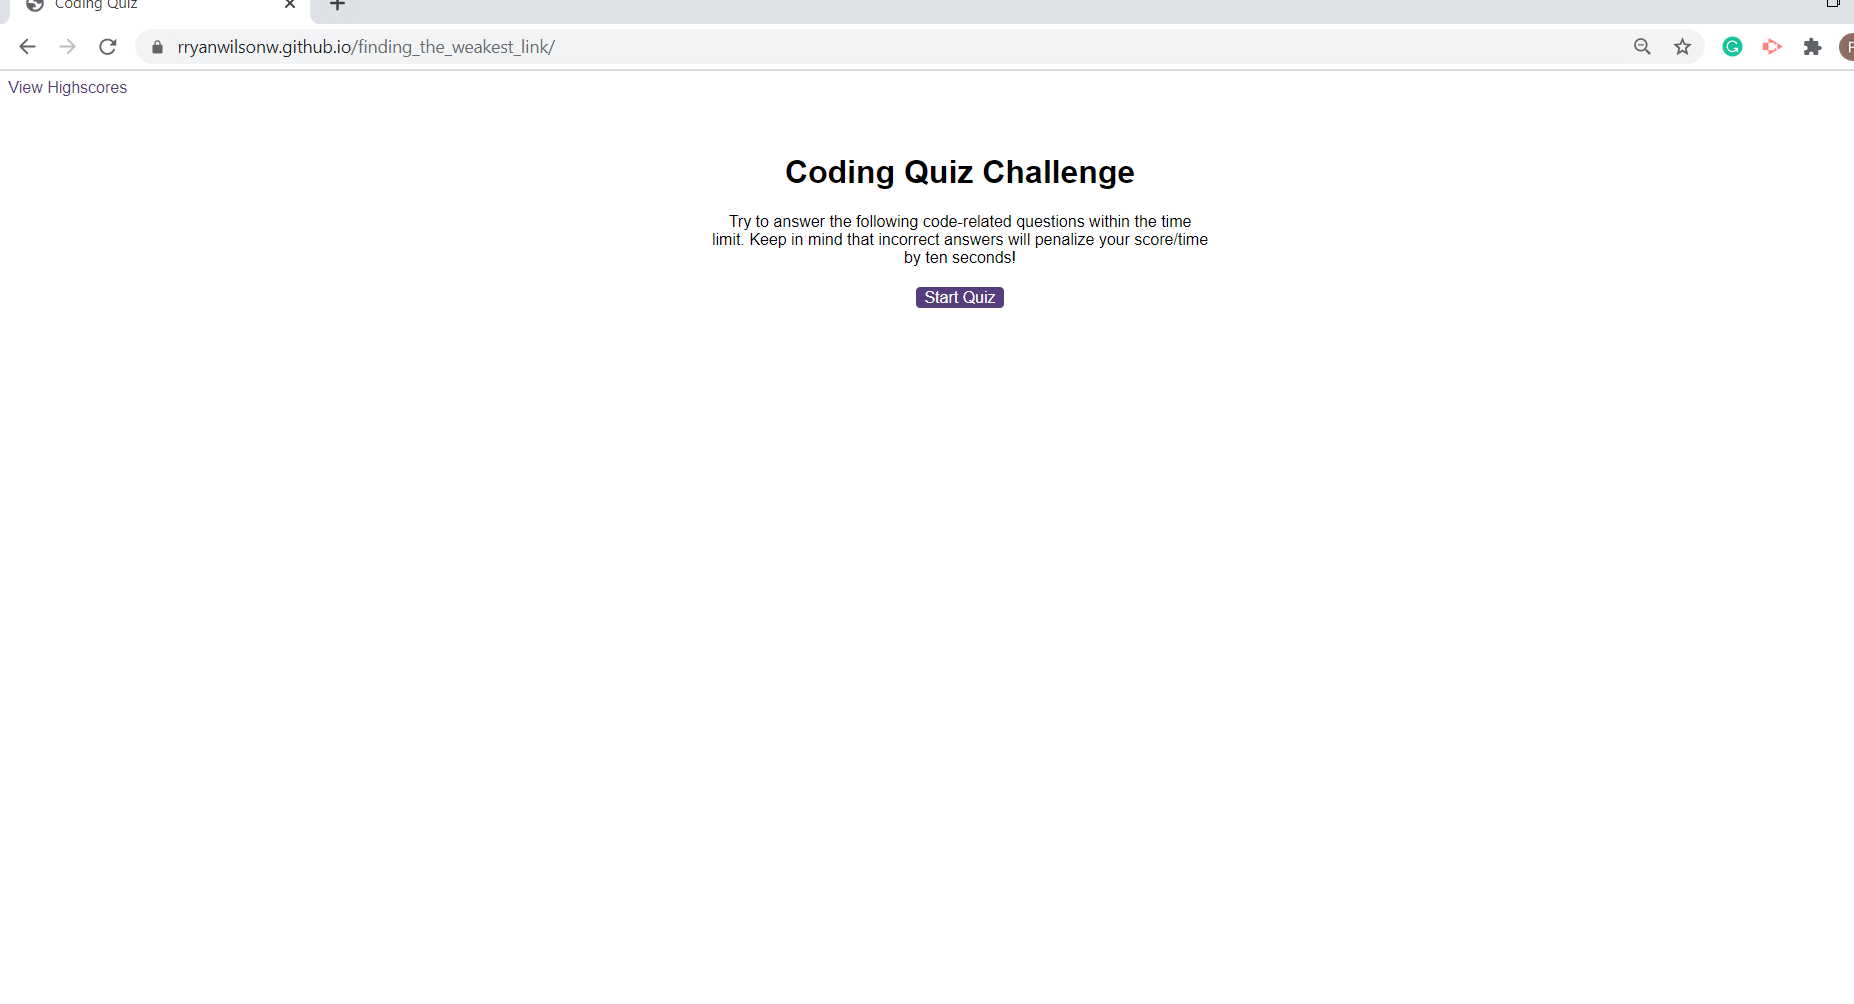 Coding Quiz
rryanwilsonw.github.io/finding_the_weakest_link/
View Highscores
Coding Quiz Challenge
Try to answer the following code-related questions within the time
limit. Keep in mind that incorrect answers will penalize your score/time
by ten seconds!
Start Quiz